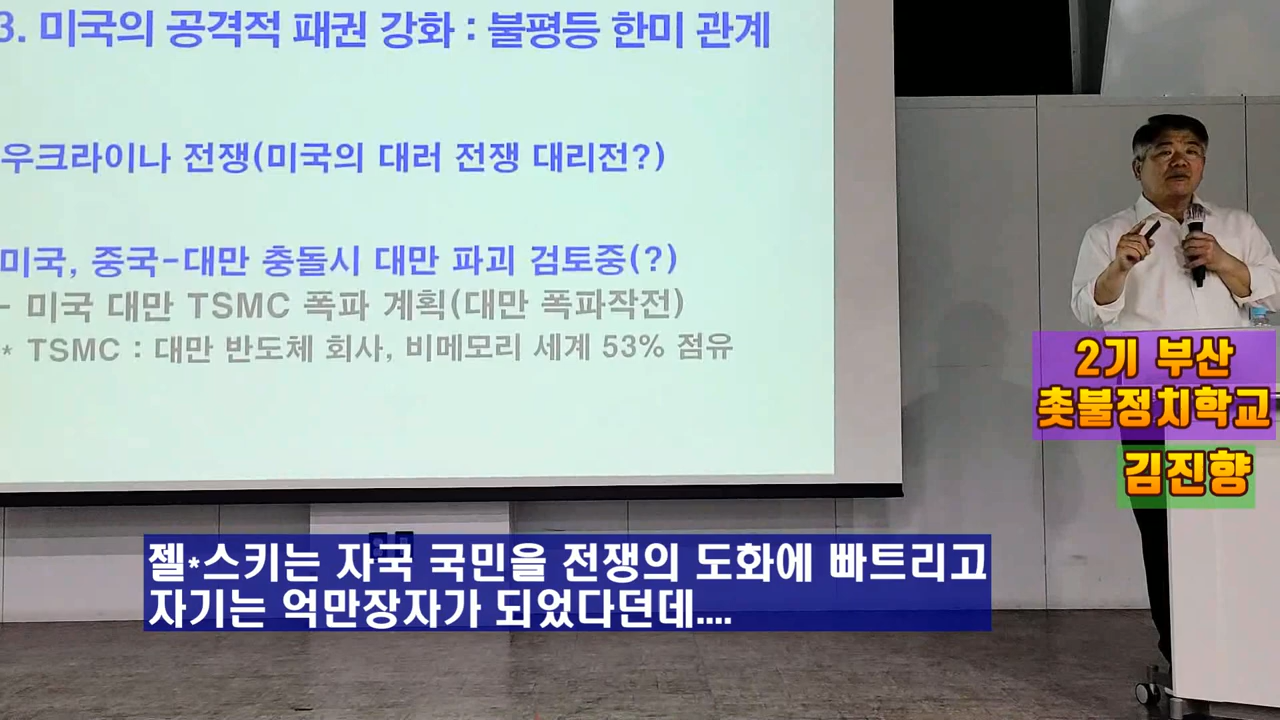 3. 미국의 공격적 패권 강화 : 불평등 한미 관계
우크라이나 전쟁(미국의 대러 전쟁 대리전?)
미국, 중국-대만 충돌시 대만 파괴 검토중(?)
- 미국 대만 TSMC 폭파 계획(대만 폭파작전)
* TSMC : 대만 반도체 회사, 비메모리 세계 53% 점유
2기 부산
촛불정치학교
김진향
젤*스키는 자국 국민을 전쟁의 도화에 빠트리고
자기는 억만장자가 되었다던데....